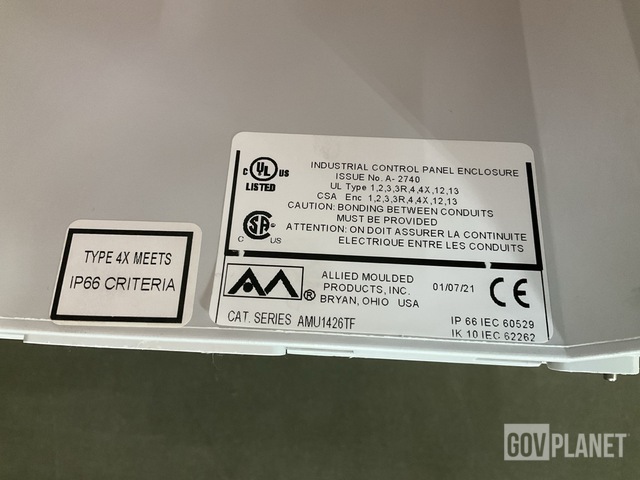 TYPE 4X MEETS
IP66 CRITERIA
C UL US
LISTED
INDUSTRIAL CONTROL PANEL ENCLOSURE
ISSUE No. A- 2740
UL Type 1,2,3,3R,4,4X,12,13
CSA Enc 1,2,3,3R,4,4X,12,13
CAUTION: BONDING BETWEEN CONDUITS
MUST BE PROVIDED
ATTENTION: ON DOIT ASSURER LA CONTINUITE
ELECTRIQUE ENTRE LES CONDUITS
C SA US
®
ALLIED MOULDED
PRODUCTS, INC.
BRYAN, OHIO USA
01/07/21
CE
CAT. SERIES AMU1426TF
IP 66 IEC 60529
IK 10 IEC 62262
GOVPLANET